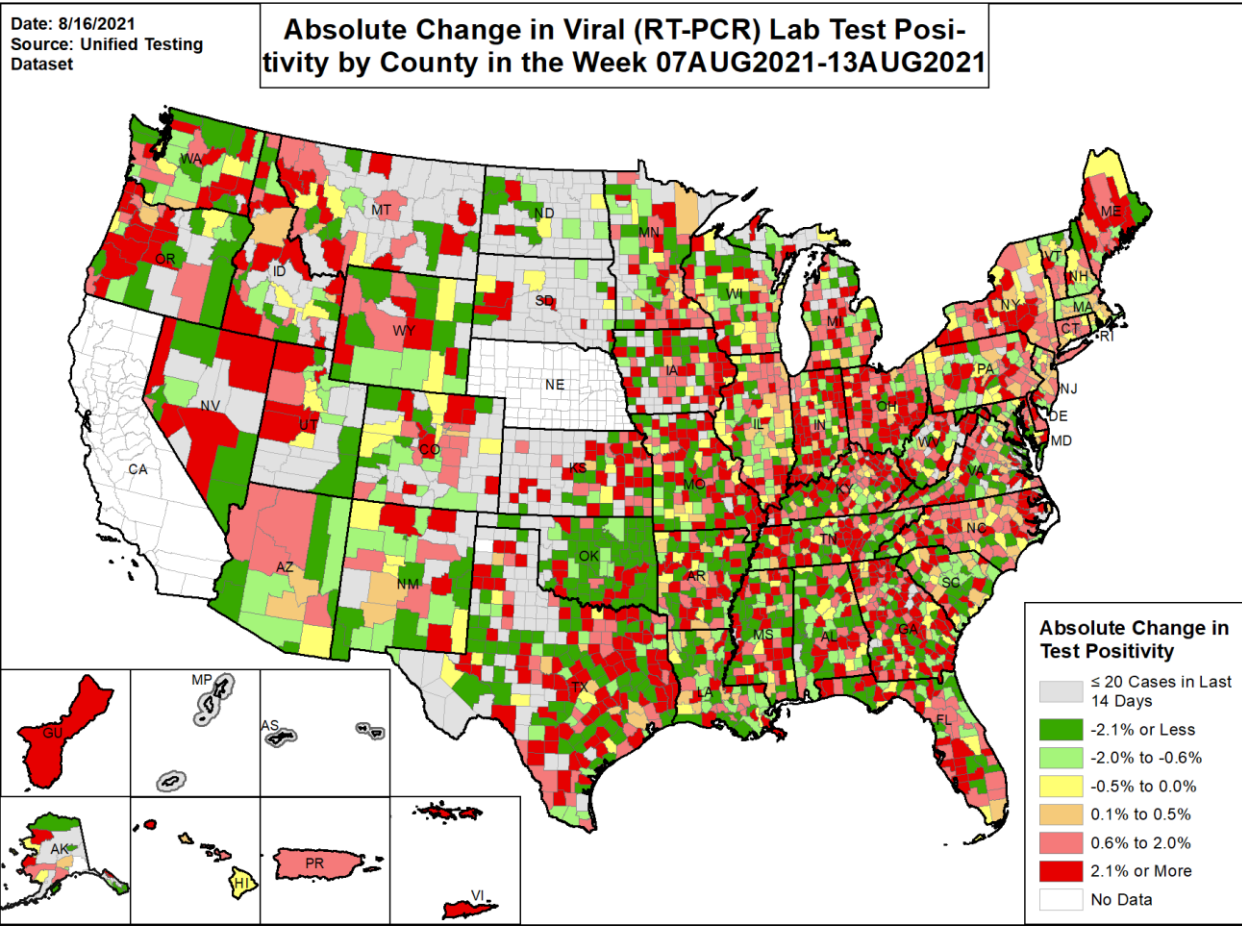 Date: 8/16/2021
Source: Unified Testing
Dataset
Absolute Change in Viral (RT-PCR) Lab Test Posi-
tivity by County in the Week 07AUG2021-13AUG2021
WA
MT
ND
MN
ME
OR
ID
SD
WI
VT
NH
NY
MA
CT
RI
WY
MI
IA
PA
NJ
NE
NV
UT
CO
IL
IN
OH
DE
MD
WV
VA
CA
KS
MO
KY
NC
AZ
NM
OK
AR
TN
SC
MS
AL
GA
TX
LA
FL
GU
MP
AS
AK
HI
PR
VI
Absolute Change in
Test Positivity
≤ 20 Cases in Last
14 Days
-2.1% or Less
-2.0% to -0.6%
-0.5% to 0.0%
0.1% to 0.5%
0.6% to 2.0%
2.1% or More
No Data